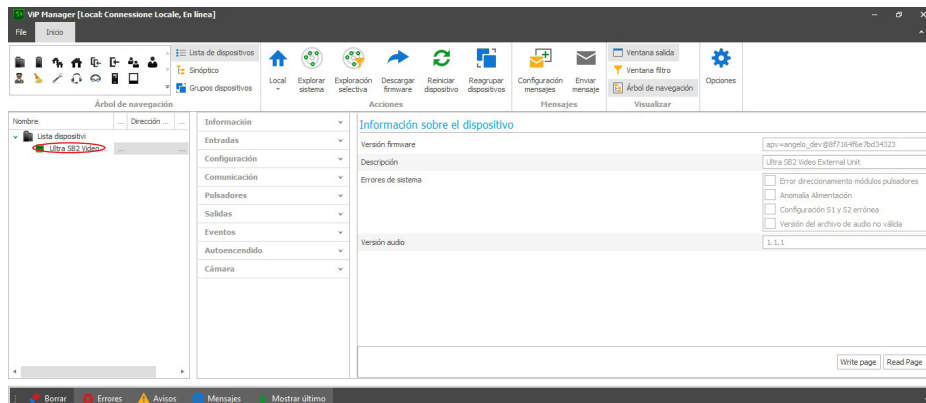 ViP Manager [Local: Connessione Locale, En línea]
File Inicio
Lista de dispositivos
Sinóptico
Grupos dispositivos
Local Explorar sistema Exploración selectiva Descargar firmware Reiniciar dispositivo Reagrupar dispositivos Configuración mensajes Enviar mensaje
Ventana salida
Ventana filtro
Árbol de navegación
Opciones
Árbol de navegación Acciones Mensajes Visualizar
Nombre ... Dirección ... ...
Lista dispositivi
Ultra SB2 Video ... ... ...
Información
Entradas
Configuración
Comunicación
Pulsadores
Salidas
Eventos
Autoencendido
Cámara
Información sobre el dispositivo
Versión firmware apv=angelo_dev@8f7164f6e7bd34323
Descripción Ultra SB2 Video External Unit
Errores de sistema Error direccionamiento módulos pulsadores
Anomalía Alimentación
Configuración S1 y S2 errónea
Versión del archivo de audio no válida
Versión audio 1.1.1
Write page Read Page
Borrar Errores Avisos Mensajes Mostrar último